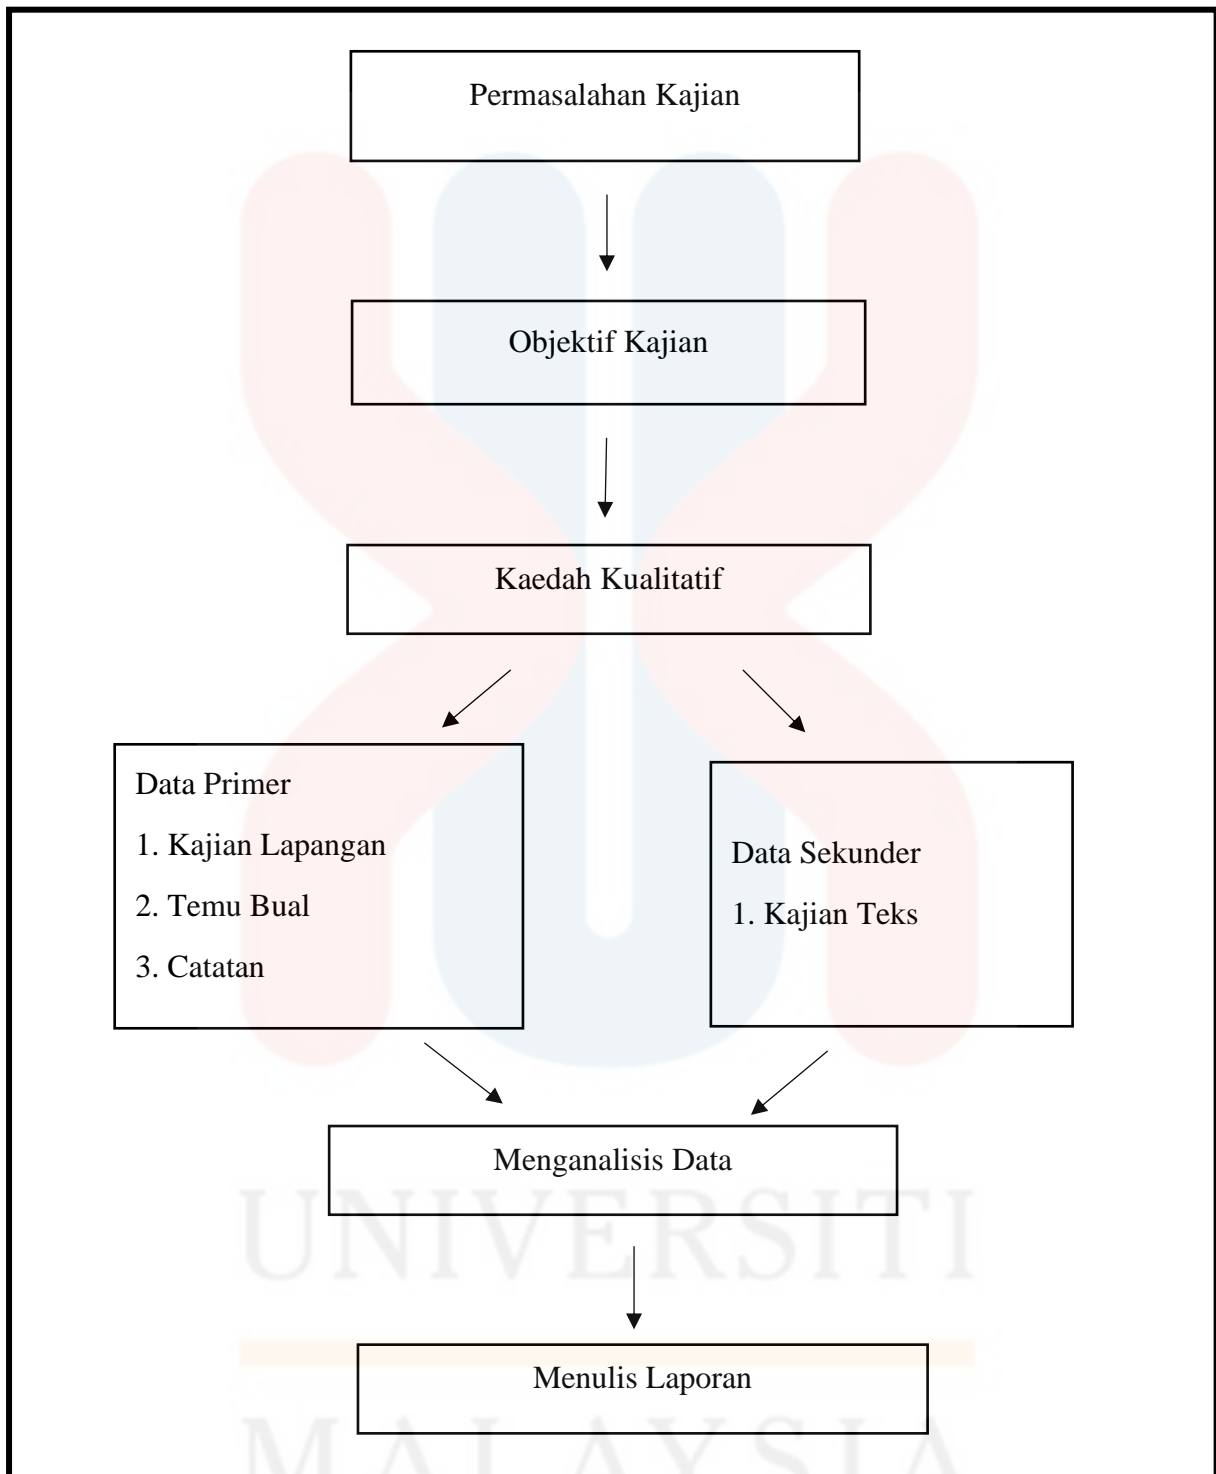 Permasalahan Kajian
Objektif Kajian
Kaedah Kualitatif
Data Primer
1. Kajian Lapangan
2. Temu Bual
3. Catatan
Data Sekunder
1. Kajian Teks
Menganalisis Data
UNIVERSITI
Menulis Laporan
MALAYSIA